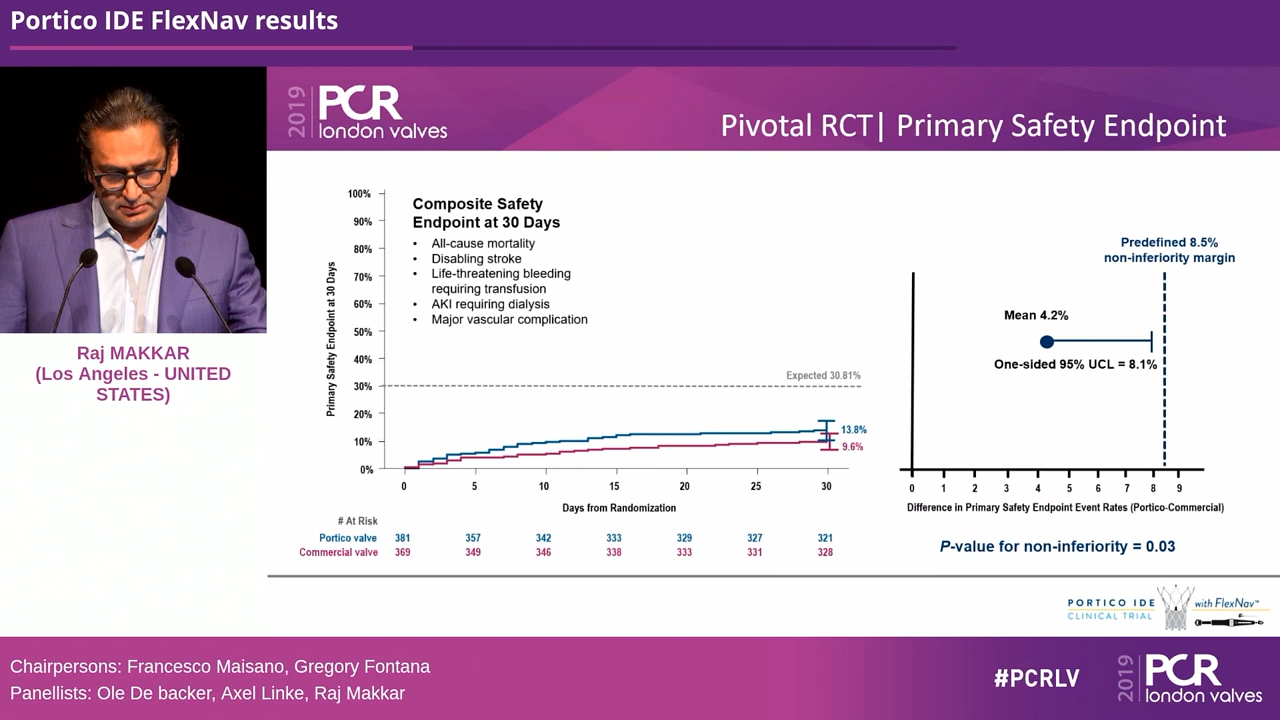 Portico IDE FlexNav results
2019 PCR
london valves
Pivotal RCT| Primary Safety Endpoint
Raj MAKKAR
(Los Angeles - UNITED
STATES)
Primary Safety Endpoint at 30 Days
100%
90%
80%
70%
60%
50%
40%
30%
20%
10%
0%
Composite Safety
Endpoint at 30 Days
• All-cause mortality
• Disabling stroke
• Life-threatening bleeding
requiring transfusion
• AKI requiring dialysis
• Major vascular complication
Expected 30.81%
13.8%
9.6%
0 5 10 15 20 25 30
Days from Randomization
# At Risk
Portico valve 381 357 342 333 329 327 321
Commercial valve 369 349 346 338 333 331 328
Predefined 8.5%
non-inferiority margin
Mean 4.2%
One-sided 95% UCL = 8.1%
0 1 2 3 4 5 6 7 8 9
Difference in Primary Safety Endpoint Event Rates (Portico-Commercial)
P-value for non-inferiority = 0.03
PORTICO IDE
CLINICAL TRIAL
with FlexNav™
Chairpersons: Francesco Maisano, Gregory Fontana
Panellists: Ole De backer, Axel Linke, Raj Makkar
#PCRLV
2019 PCR
london valves